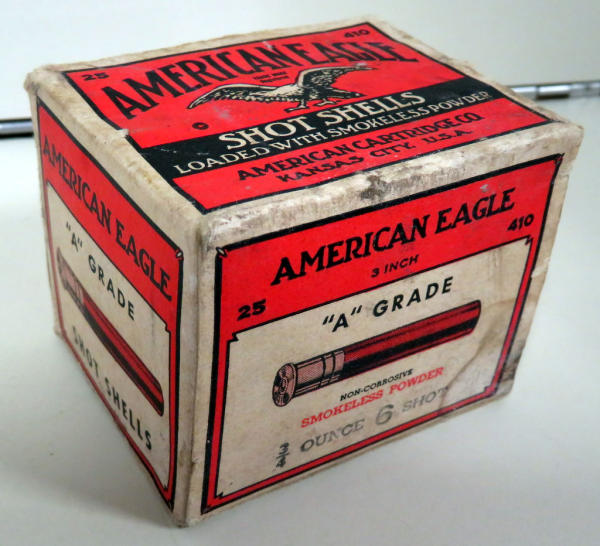 25 410
AMERICAN EAGLE
SHOT SHELLS
LOADED WITH SMOKELESS POWDER
AMERICAN CARTRIDGE CO.
KANSAS CITY, U.S.A.
AMERICAN EAGLE
"A" GRADE
SHOT SHELLS
AMERICAN EAGLE
25 3 INCH 410
"A" GRADE
NON-CORROSIVE
SMOKELESS POWDER
3/4 OUNCE 6 SHOT